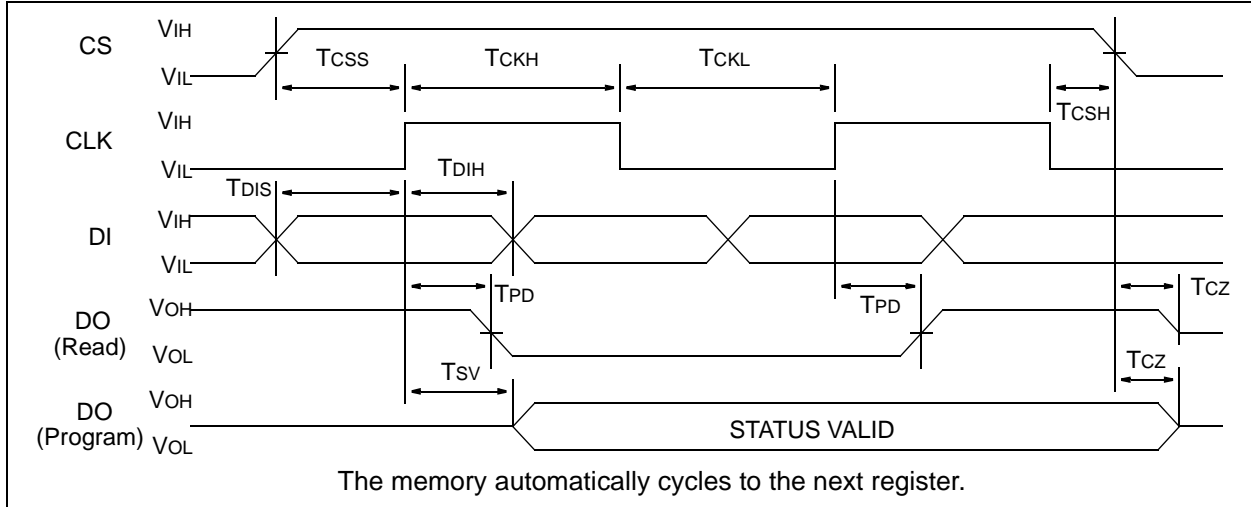 CS
VIH
VIL
TCSS
TCKH
TCKL
TCSH
CLK
VIH
VIL
TDIS
TDIH
DI
VIH
VIL
TPD
TPD
TCZ
DO
(Read)
VOH
VOL
TSV
TCZ
DO
(Program)
VOH
VOL
STATUS VALID
The memory automatically cycles to the next register.